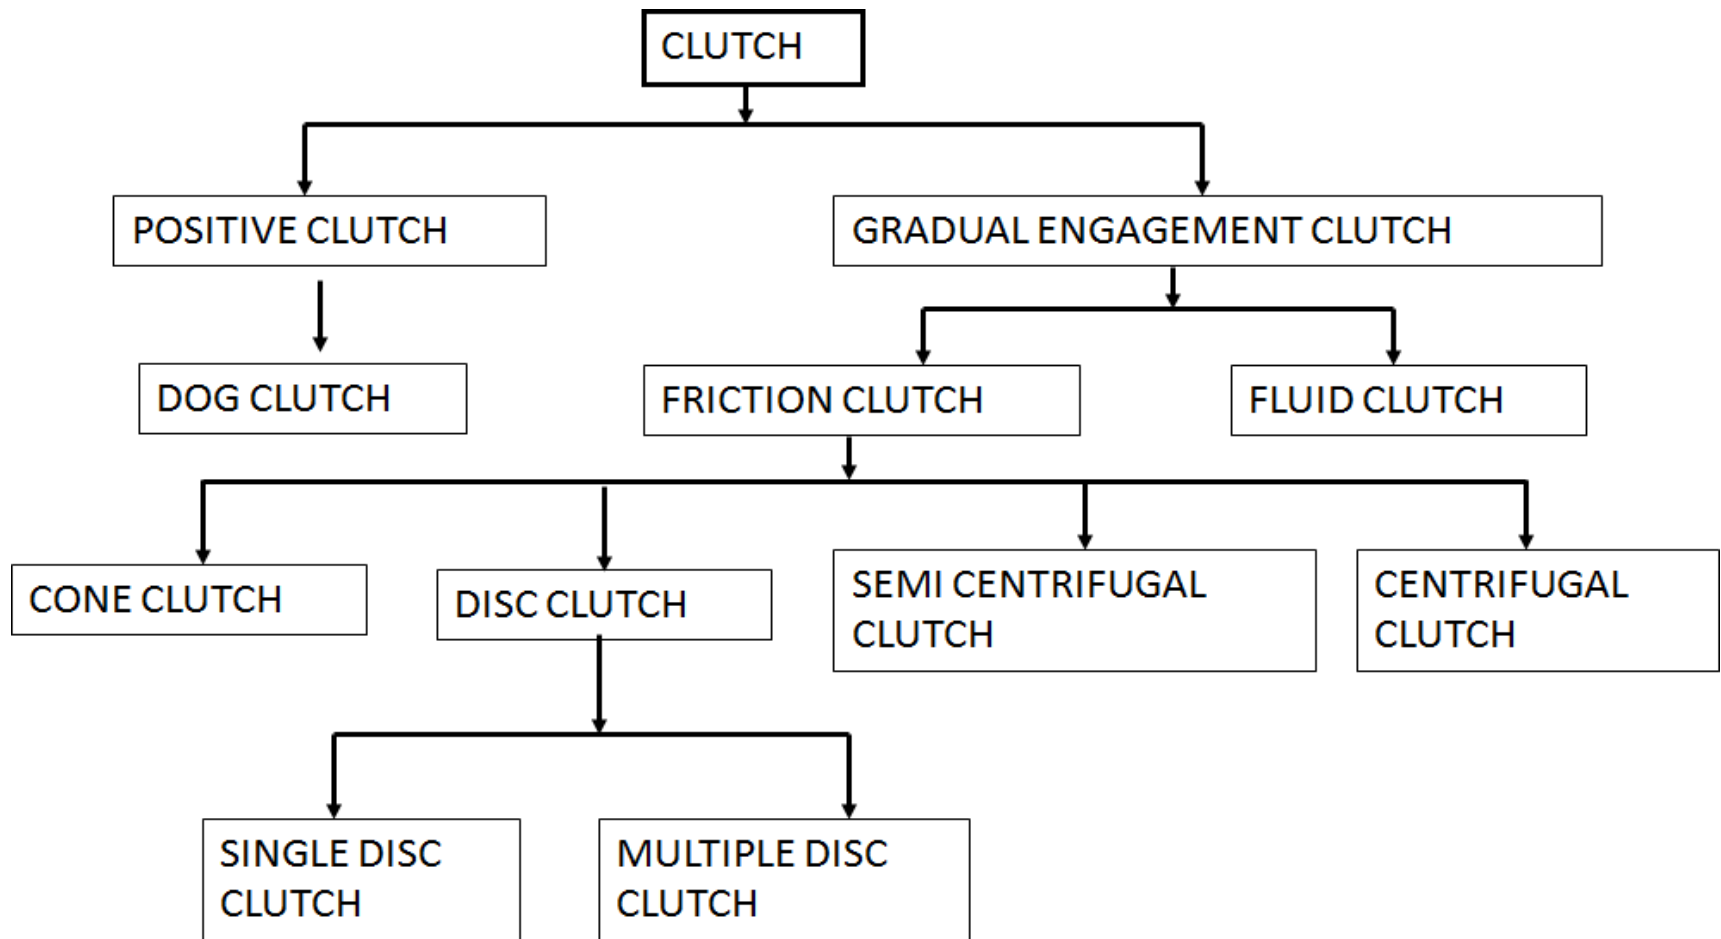 CLUTCH
POSITIVE CLUTCH
GRADUAL ENGAGEMENT CLUTCH
DOG CLUTCH
FRICTION CLUTCH
FLUID CLUTCH
CONE CLUTCH
DISC CLUTCH
SEMI CENTRIFUGAL
CLUTCH
CENTRIFUGAL
CLUTCH
SINGLE DISC
CLUTCH
MULTIPLE DISC
CLUTCH